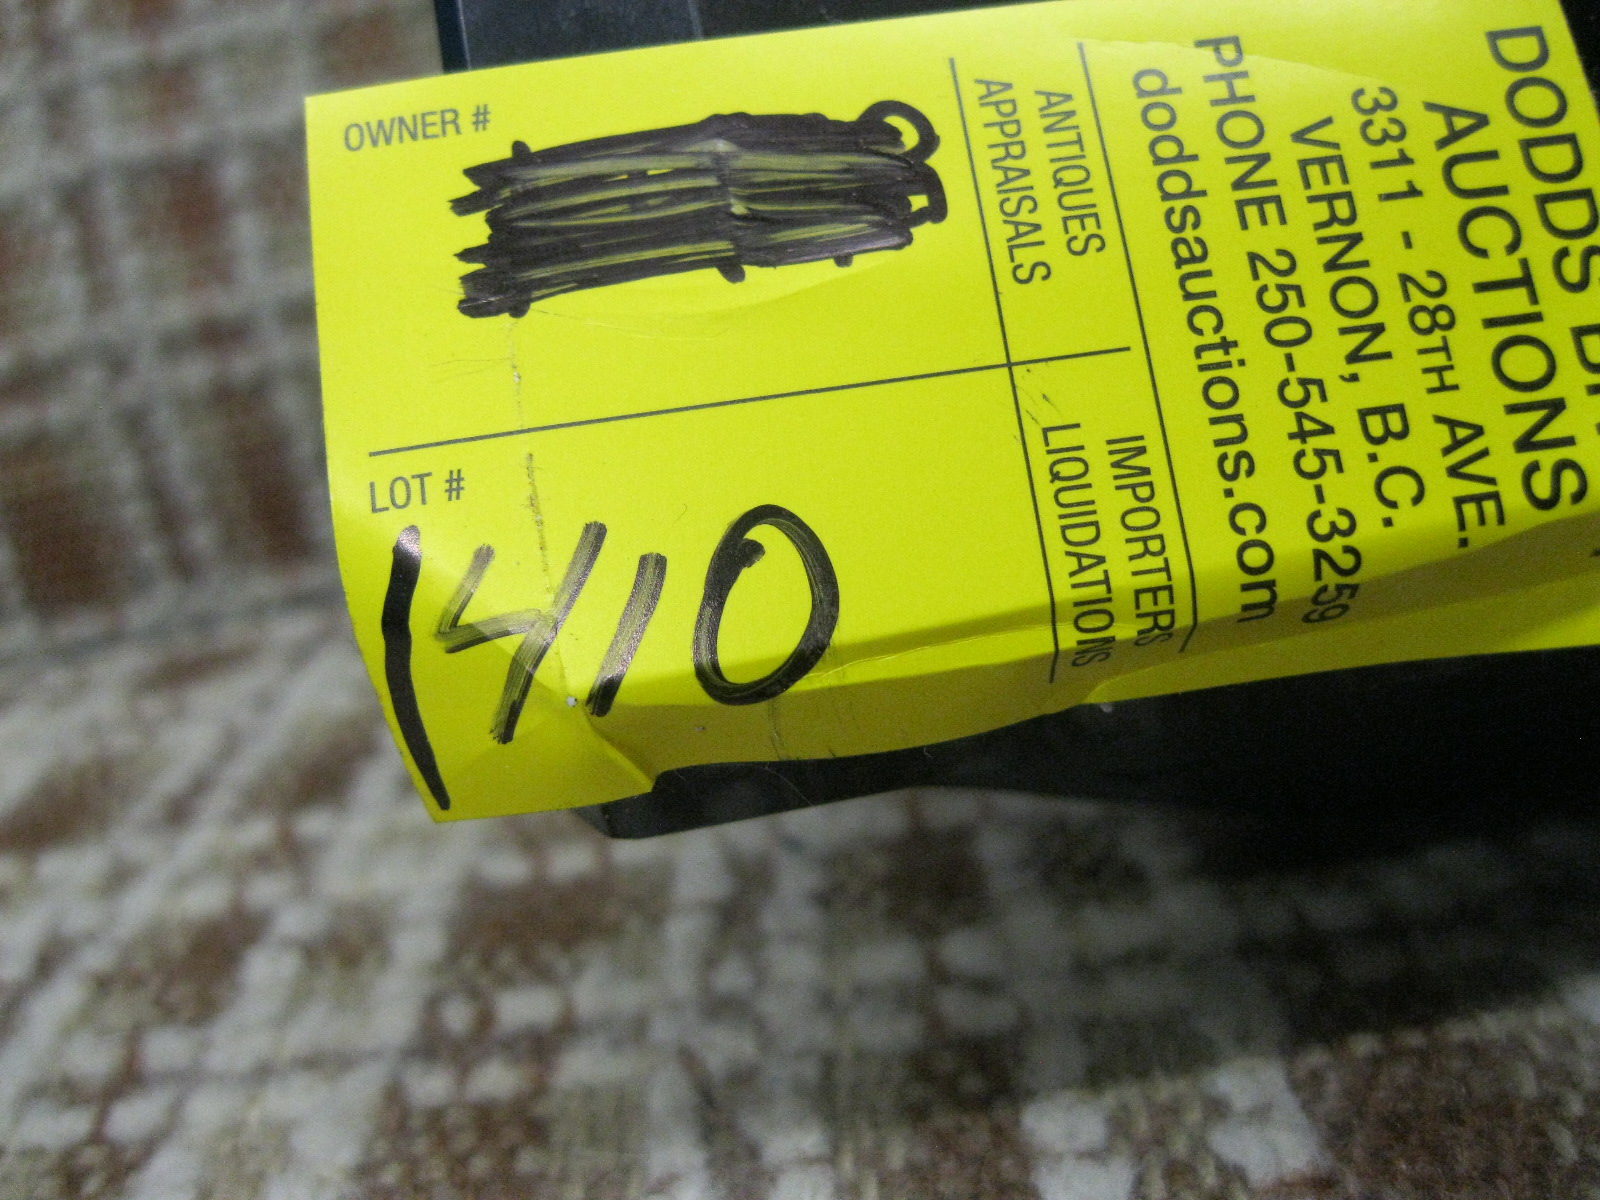 DODDS
AUCTIONS
3311 - 28TH AVE.
VERNON, B.C.
PHONE 250-545-3259
doddsauctions.com
ANTIQUES
APPRAISALS
IMPORTERS
LIQUIDATIONS
OWNER #
LOT #
1410